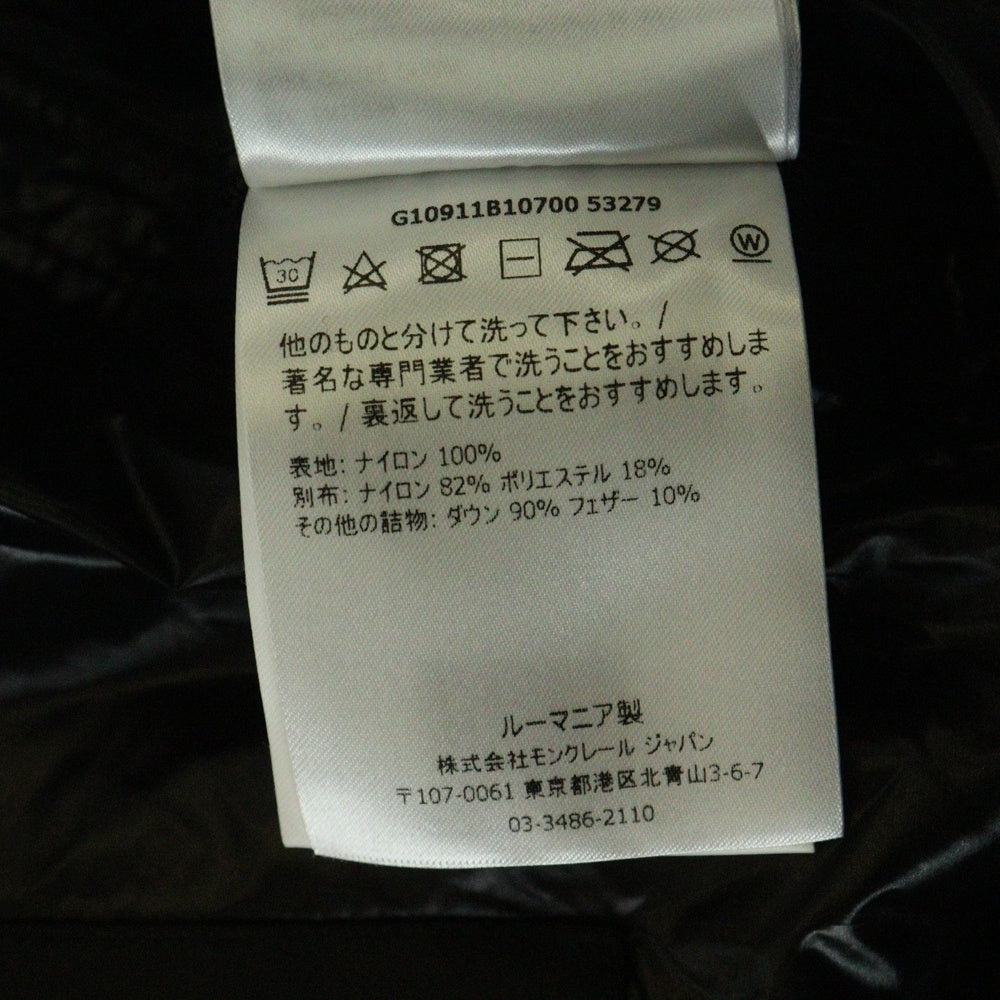 G10911B10700 53279
30
W
他のものと分けて洗って下さい。/
著名な専門業者で洗うことをおすすめしま
す。/ 裏返して洗うことをおすすめします。
表地: ナイロン 100%
別布: ナイロン 82% ポリエステル 18%
その他の詰物: ダウン 90% フェザー 10%
ルーマニア製
株式会社モンクレール ジャパン
〒107-0061 東京都港区北青山3-6-7
03-3486-2110